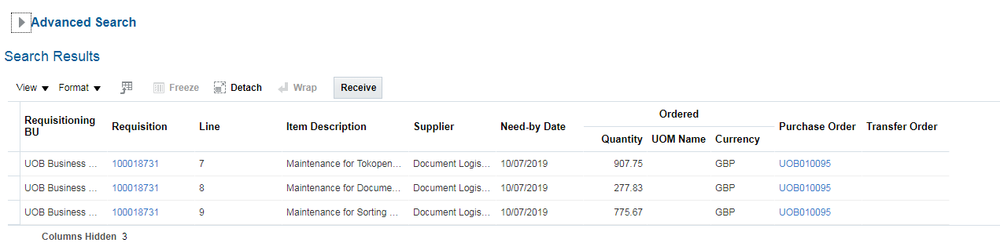 Advanced Search
Search Results
View Format Freeze Detach Wrap Receive
Ordered
Requisitioning BU Requisition Line Item Description Supplier Need-by Date Quantity UOM Name Currency Purchase Order Transfer Order
UOB Business ... 100018731 7 Maintenance for Tokopen... Document Logis... 10/07/2019 907.75 GBP UOB010095
UOB Business ... 100018731 8 Maintenance for Docume... Document Logis... 10/07/2019 277.83 GBP UOB010095
UOB Business ... 100018731 9 Maintenance for Sorting ... Document Logis... 10/07/2019 775.67 GBP UOB010095
Columns Hidden 3